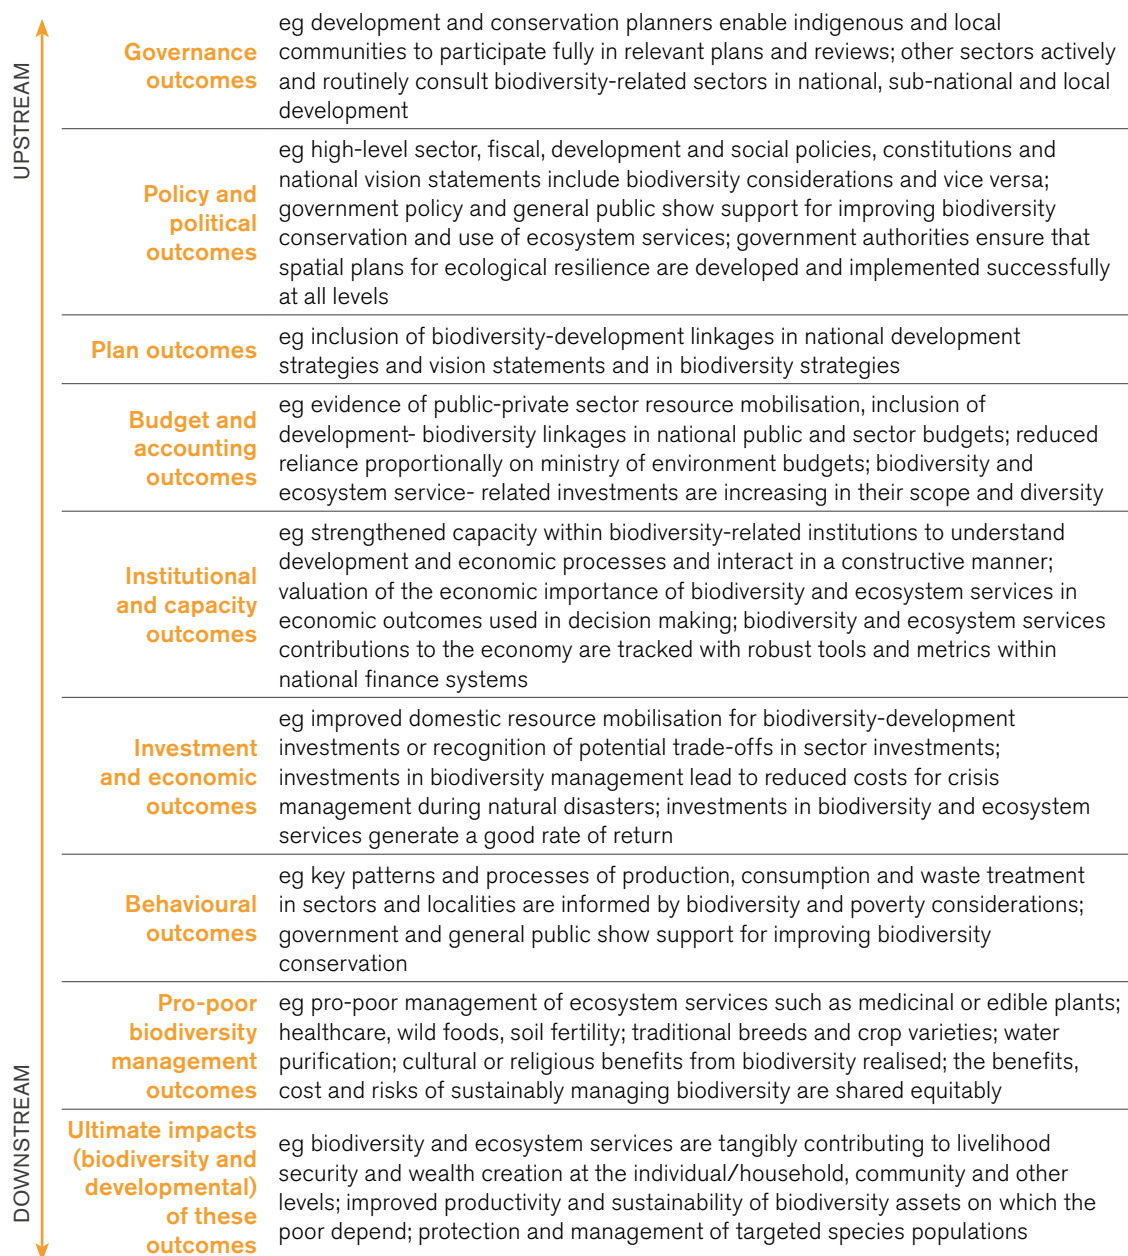 UPSTREAM
Governance
outcomes
eg development and conservation planners enable indigenous and local
communities to participate fully in relevant plans and reviews; other sectors actively
and routinely consult biodiversity-related sectors in national, sub-national and local
development
Policy and
political
outcomes
eg high-level sector, fiscal, development and social policies, constitutions and
national vision statements include biodiversity considerations and vice versa;
government policy and general public show support for improving biodiversity
conservation and use of ecosystem services; government authorities ensure that
spatial plans for ecological resilience are developed and implemented successfully
at all levels
Plan outcomes
eg inclusion of biodiversity-development linkages in national development
strategies and vision statements and in biodiversity strategies
Budget and
accounting
outcomes
eg evidence of public-private sector resource mobilisation, inclusion of
development- biodiversity linkages in national public and sector budgets; reduced
reliance proportionally on ministry of environment budgets; biodiversity and
ecosystem service- related investments are increasing in their scope and diversity
Institutional
and capacity
outcomes
eg strengthened capacity within biodiversity-related institutions to understand
development and economic processes and interact in a constructive manner;
valuation of the economic importance of biodiversity and ecosystem services in
economic outcomes used in decision making; biodiversity and ecosystem services
contributions to the economy are tracked with robust tools and metrics within
national finance systems
Investment
and economic
outcomes
eg improved domestic resource mobilisation for biodiversity-development
investments or recognition of potential trade-offs in sector investments;
investments in biodiversity management lead to reduced costs for crisis
management during natural disasters; investments in biodiversity and ecosystem
services generate a good rate of return
Behavioural
outcomes
eg key patterns and processes of production, consumption and waste treatment
in sectors and localities are informed by biodiversity and poverty considerations;
government and general public show support for improving biodiversity
conservation
Pro-poor
biodiversity
management
outcomes
eg pro-poor management of ecosystem services such as medicinal or edible plants;
healthcare, wild foods, soil fertility; traditional breeds and crop varieties; water
purification; cultural or religious benefits from biodiversity realised; the benefits,
cost and risks of sustainably managing biodiversity are shared equitably
DOWNSTREAM
Ultimate impacts
(biodiversity and
developmental)
of these
outcomes
eg biodiversity and ecosystem services are tangibly contributing to livelihood
security and wealth creation at the individual/household, community and other
levels; improved productivity and sustainability of biodiversity assets on which the
poor depend; protection and management of targeted species populations